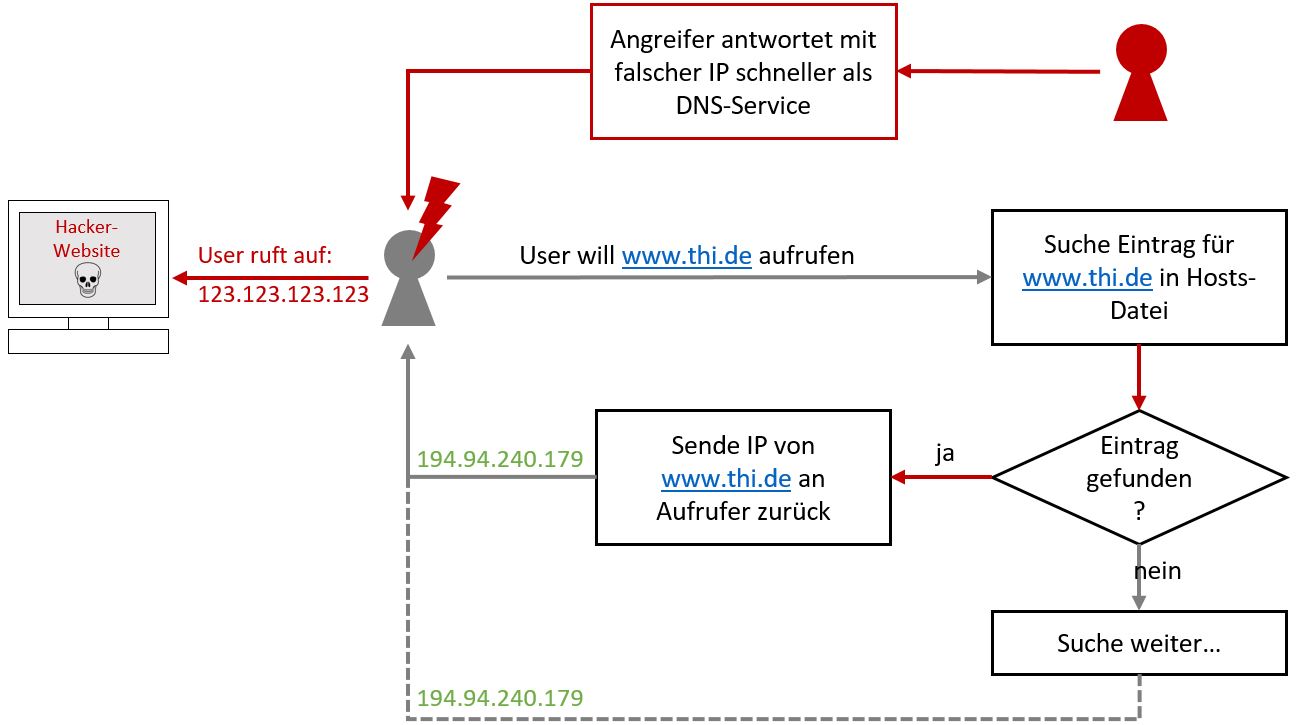 Angreifer antwortet mit
falscher IP schneller als
DNS-Service
Hacker-
Website
User ruft auf:
123.123.123.123
User will www.thi.de aufrufen
Suche Eintrag für
www.thi.de in Hosts-
Datei
Eintrag
gefunden
?
ja
Sende IP von
www.thi.de an
Aufrufer zurück
194.94.240.179
nein
Suche weiter...
194.94.240.179